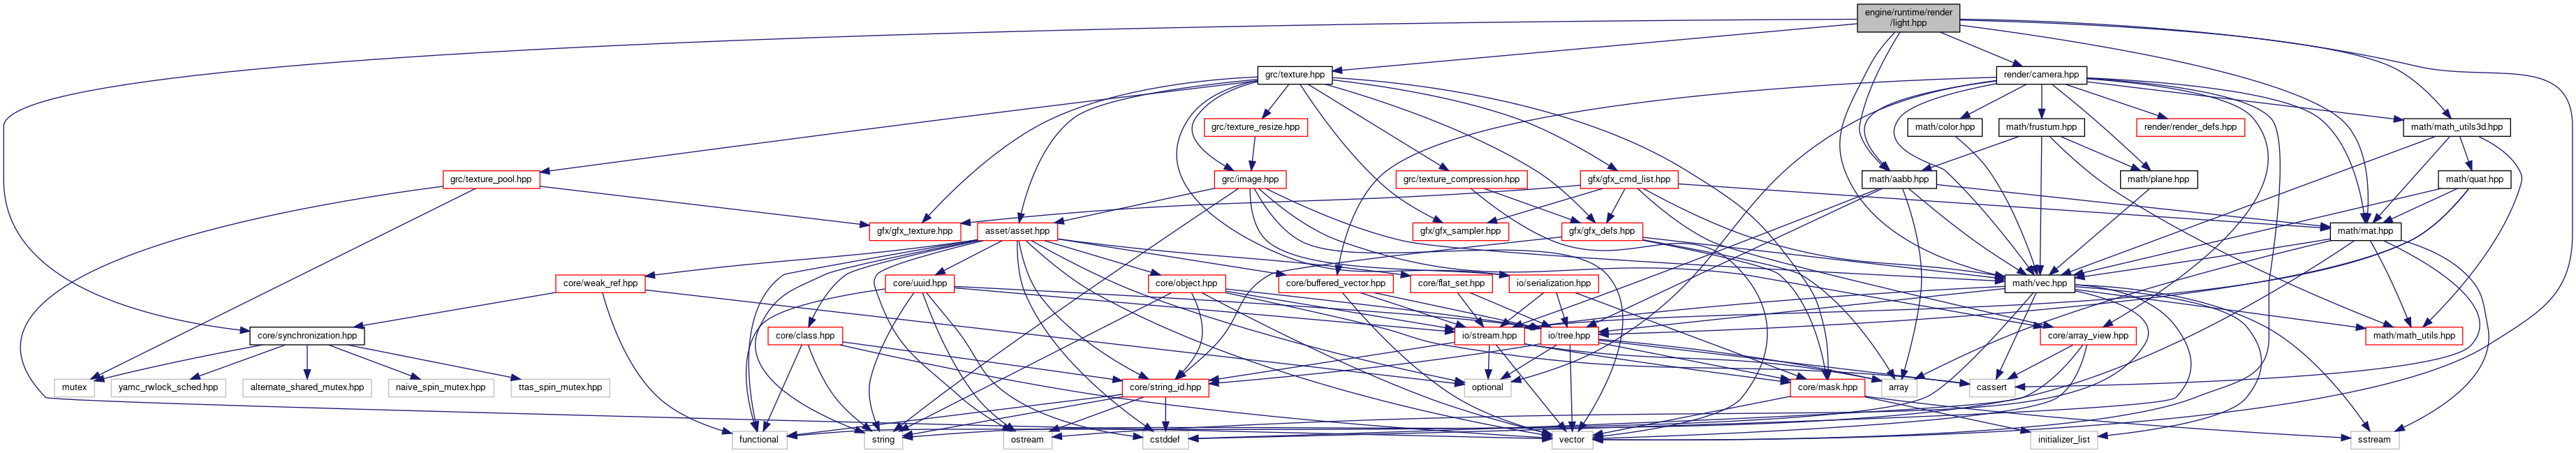 engine/runtime/render
/light.hpp
grc/texture.hpp
render/camera.hpp
grc/texture_resize.hpp
math/color.hpp
math/frustum.hpp
render/render_defs.hpp
math/math_utils3d.hpp
grc/texture_pool.hpp
grc/image.hpp
grc/texture_compression.hpp
gfx/gfx_cmd_list.hpp
math/aabb.hpp
math/plane.hpp
math/quat.hpp
gfx/gfx_texture.hpp
asset/asset.hpp
gfx/gfx_sampler.hpp
gfx/gfx_defs.hpp
math/mat.hpp
core/weak_ref.hpp
core/uuid.hpp
core/object.hpp
core/buffered_vector.hpp
core/flat_set.hpp
io/serialization.hpp
math/vec.hpp
core/synchronization.hpp
core/class.hpp
io/stream.hpp
io/tree.hpp
core/array_view.hpp
math/math_utils.hpp
mutex
yamc_rwlock_sched.hpp
alternate_shared_mutex.hpp
naive_spin_mutex.hpp
ttas_spin_mutex.hpp
core/string_id.hpp
optional
core/mask.hpp
array
cassert
functional
string
ostream
cstddef
vector
initializer_list
sstream